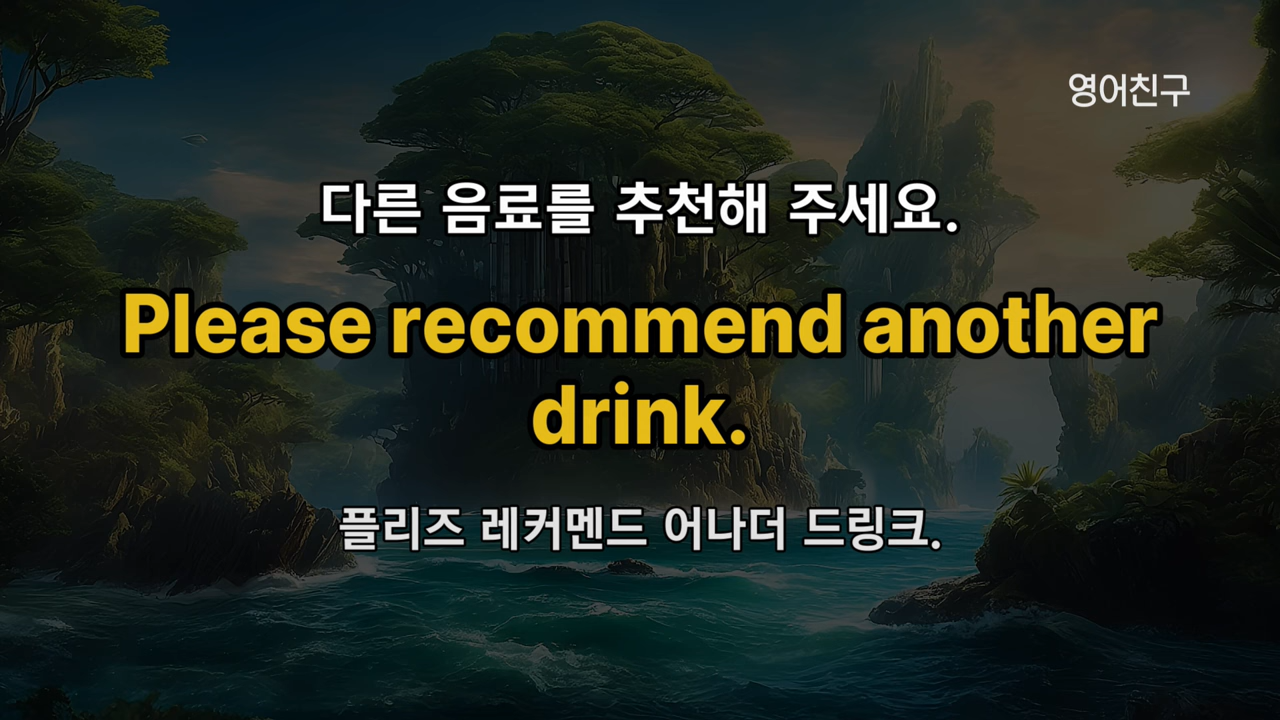 영어친구
다른 음료를 추천해 주세요.
Please recommend another
drink.
플리즈 레커멘드 어나더 드링크.